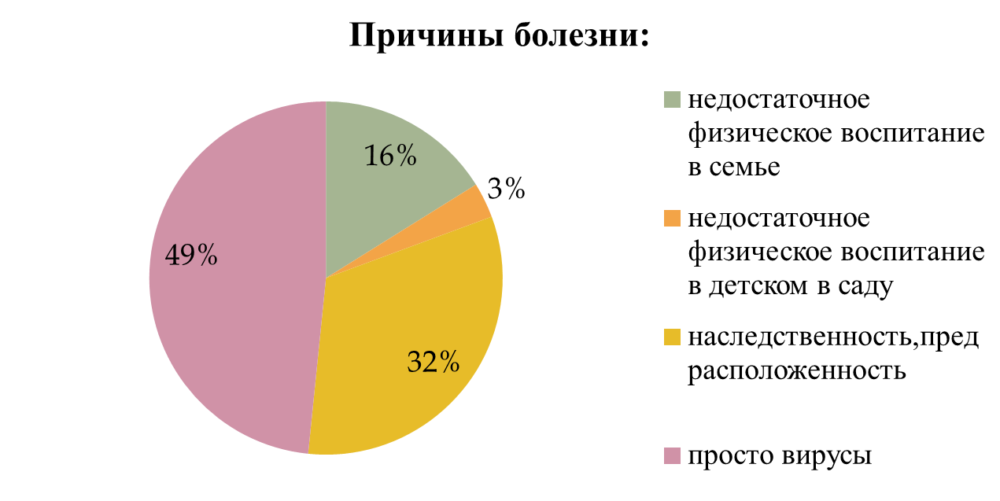 Причины болезни:
16%
3%
49%
32%
недостаточное
физическое воспитание
в семье
недостаточное
физическое воспитание
в детском в саду
наследственность,пред
расположенность
просто вирусы